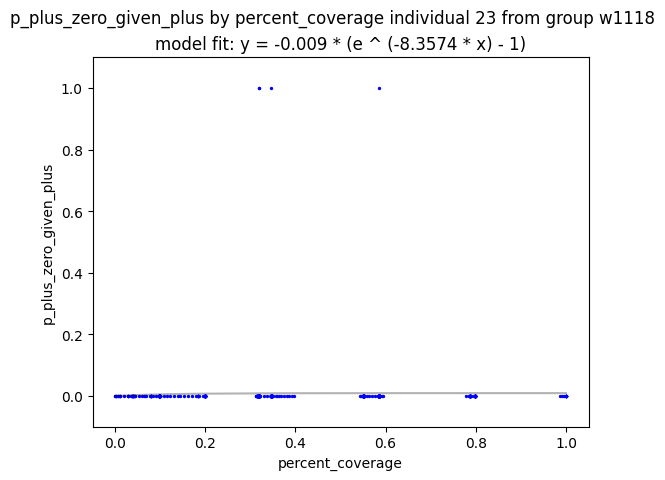 p_plus_zero_given_plus by percent_coverage individual 23 from group w1118
model fit: y = -0.009 * (e ^ (-8.3574 * x) - 1)
1.0
0.8
0.6
0.4
0.2
0.0
p_plus_zero_given_plus
0.0 0.2 0.4 0.6 0.8 1.0
percent_coverage